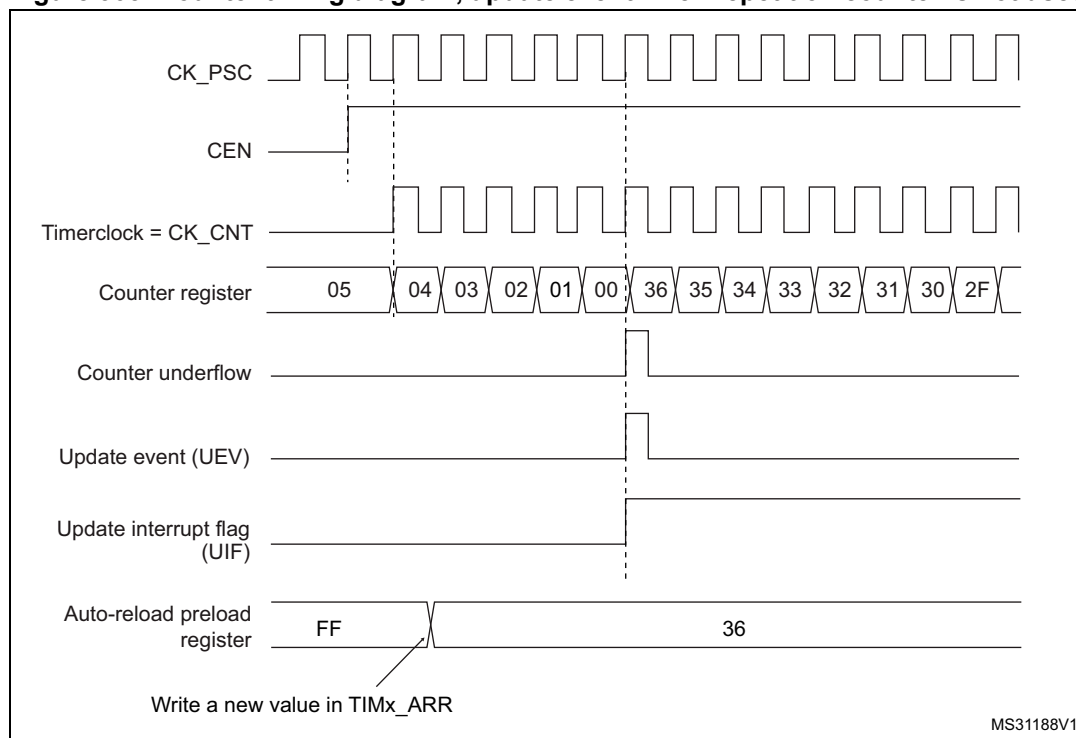 CK_PSC
CEN
Timerclock = CK_CNT
Counter register 05 04 03 02 01 00 36 35 34 33 32 31 30 2F
Counter underflow
Update event (UEV)
Update interrupt flag
(UIF)
Auto-reload preload
register
FF 36
Write a new value in TIMx_ARR
MS31188V1